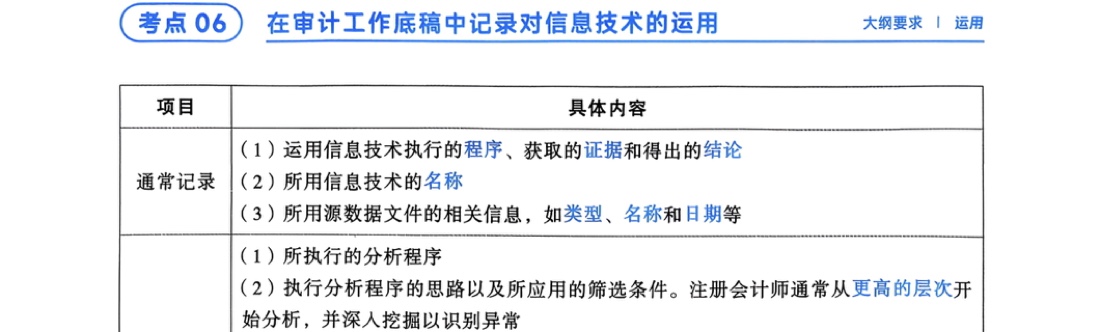 考点 06 在审计工作底稿中记录对信息技术的运用 大纲要求 | 运用
项目 具体内容
通常记录
(1)运用信息技术执行的程序、获取的证据和得出的结论
(2)所用信息技术的名称
(3)所用源数据文件的相关信息，如类型、名称和日期等
(1)所执行的分析程序
(2)执行分析程序的思路以及所应用的筛选条件。注册会计师通常从更高的层次开
始分析，并深入挖掘以识别异常